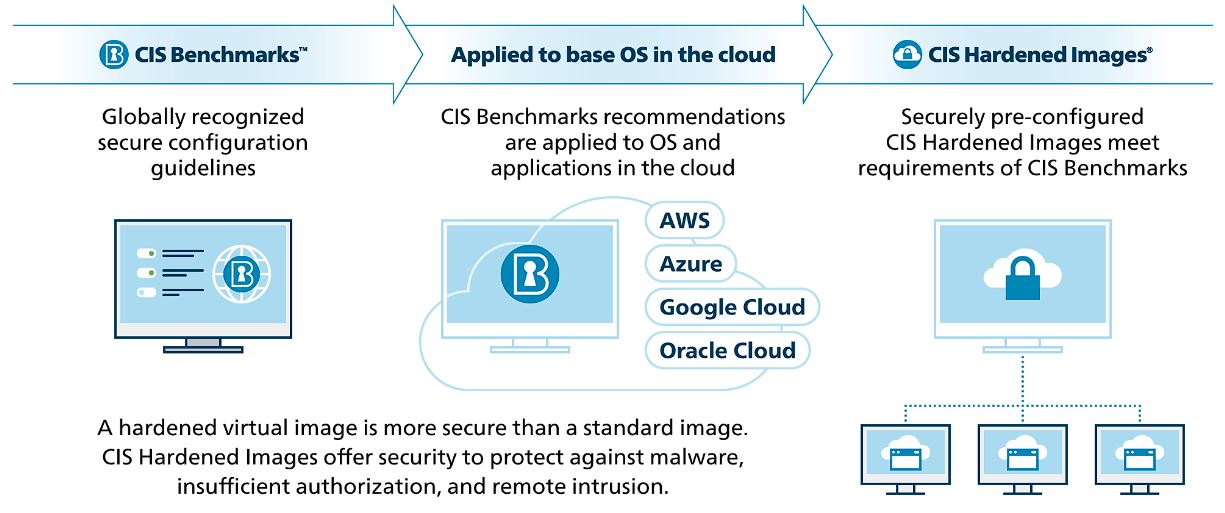 CIS Benchmarks™
Applied to base OS in the cloud
CIS Hardened Images®
Globally recognized
secure configuration
guidelines
CIS Benchmarks recommendations
are applied to OS and
applications in the cloud
Securely pre-configured
CIS Hardened Images meet
requirements of CIS Benchmarks
B
B
AWS
Azure
Google Cloud
Oracle Cloud
A hardened virtual image is more secure than a standard image.
CIS Hardened Images offer security to protect against malware,
insufficient authorization, and remote intrusion.